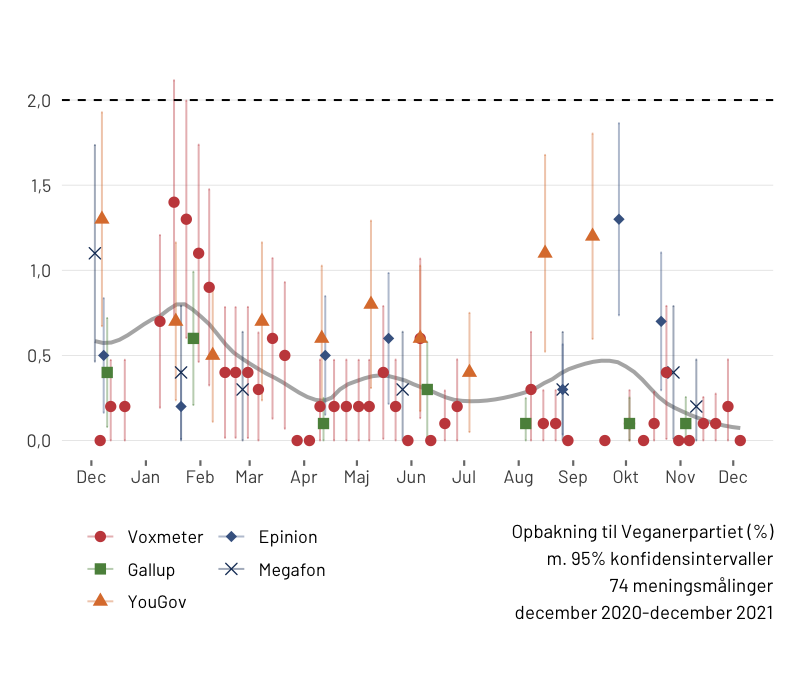 2,0
1,5
1,0
0,5
0,0
Dec Jan Feb Mar Apr Maj Jun Jul Aug Sep Okt Nov Dec
Voxmeter Epinion
Gallup Megafon
YouGov
Opbakning til Veganerpartiet (%)
m. 95% konfidensintervaller
74 meningsmålinger
december 2020-december 2021